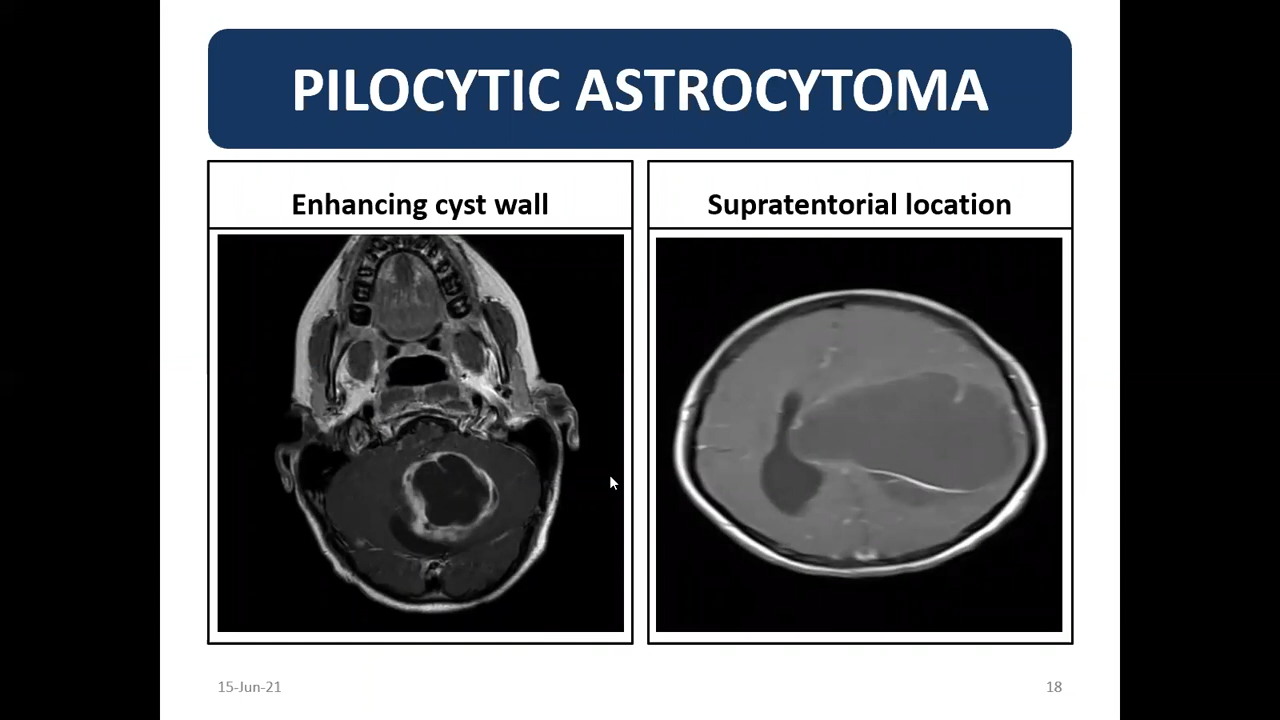 PILOCYTIC ASTROCYTOMA
Enhancing cyst wall
Supratentorial location
15-Jun-21
18